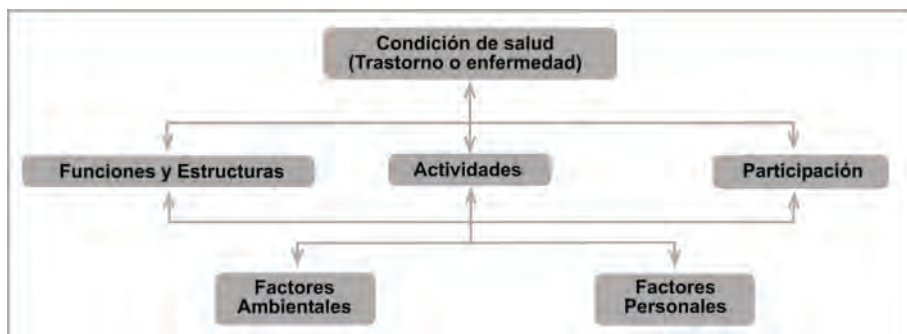 Condición de salud
(Trastorno o enfermedad)
Funciones y Estructuras
Actividades
Participación
Factores
Ambientales
Factores
Personales